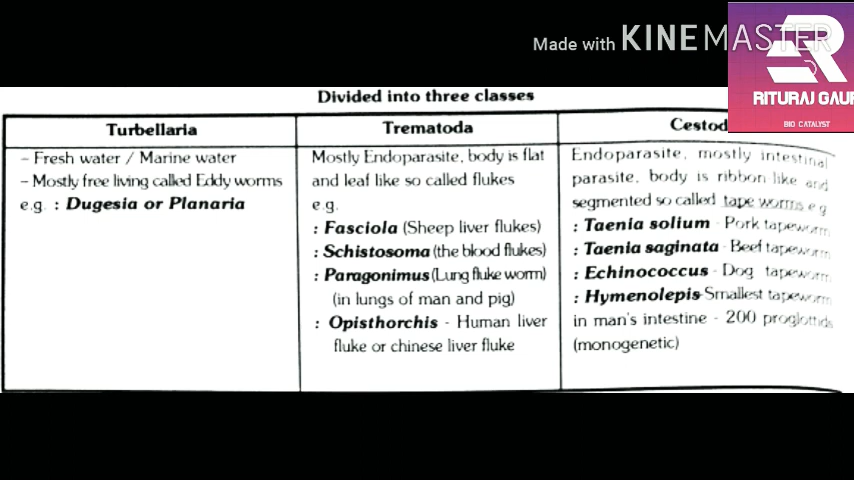 Made with KINEMASTER
RITURAJ GAUR
BIO CATALYST
Divided into three classes
Turbellaria
– Fresh water / Marine water
– Mostly free living called Eddy worms
e.g. : Dugesia or Planaria
Trematoda
Mostly Endoparasite, body is flat
and leaf like so called flukes
e.g.
: Fasciola (Sheep liver flukes)
: Schistosoma (the blood flukes)
: Paragonimus (Lung fluke worm)
(in lungs of man and pig)
: Opisthorchis - Human liver
fluke or chinese liver fluke
Cestod
Endoparasite, mostly intestinal
parasite, body is ribbon like and
segmented so called tape worms e.g
: Taenia solium - Pork tapeworm
: Taenia saginata - Beef tapeworm
: Echinococcus - Dog tapeworm
: Hymenolepis-Smallest tapeworm
in man's intestine - 200 proglottids
(monogenetic)